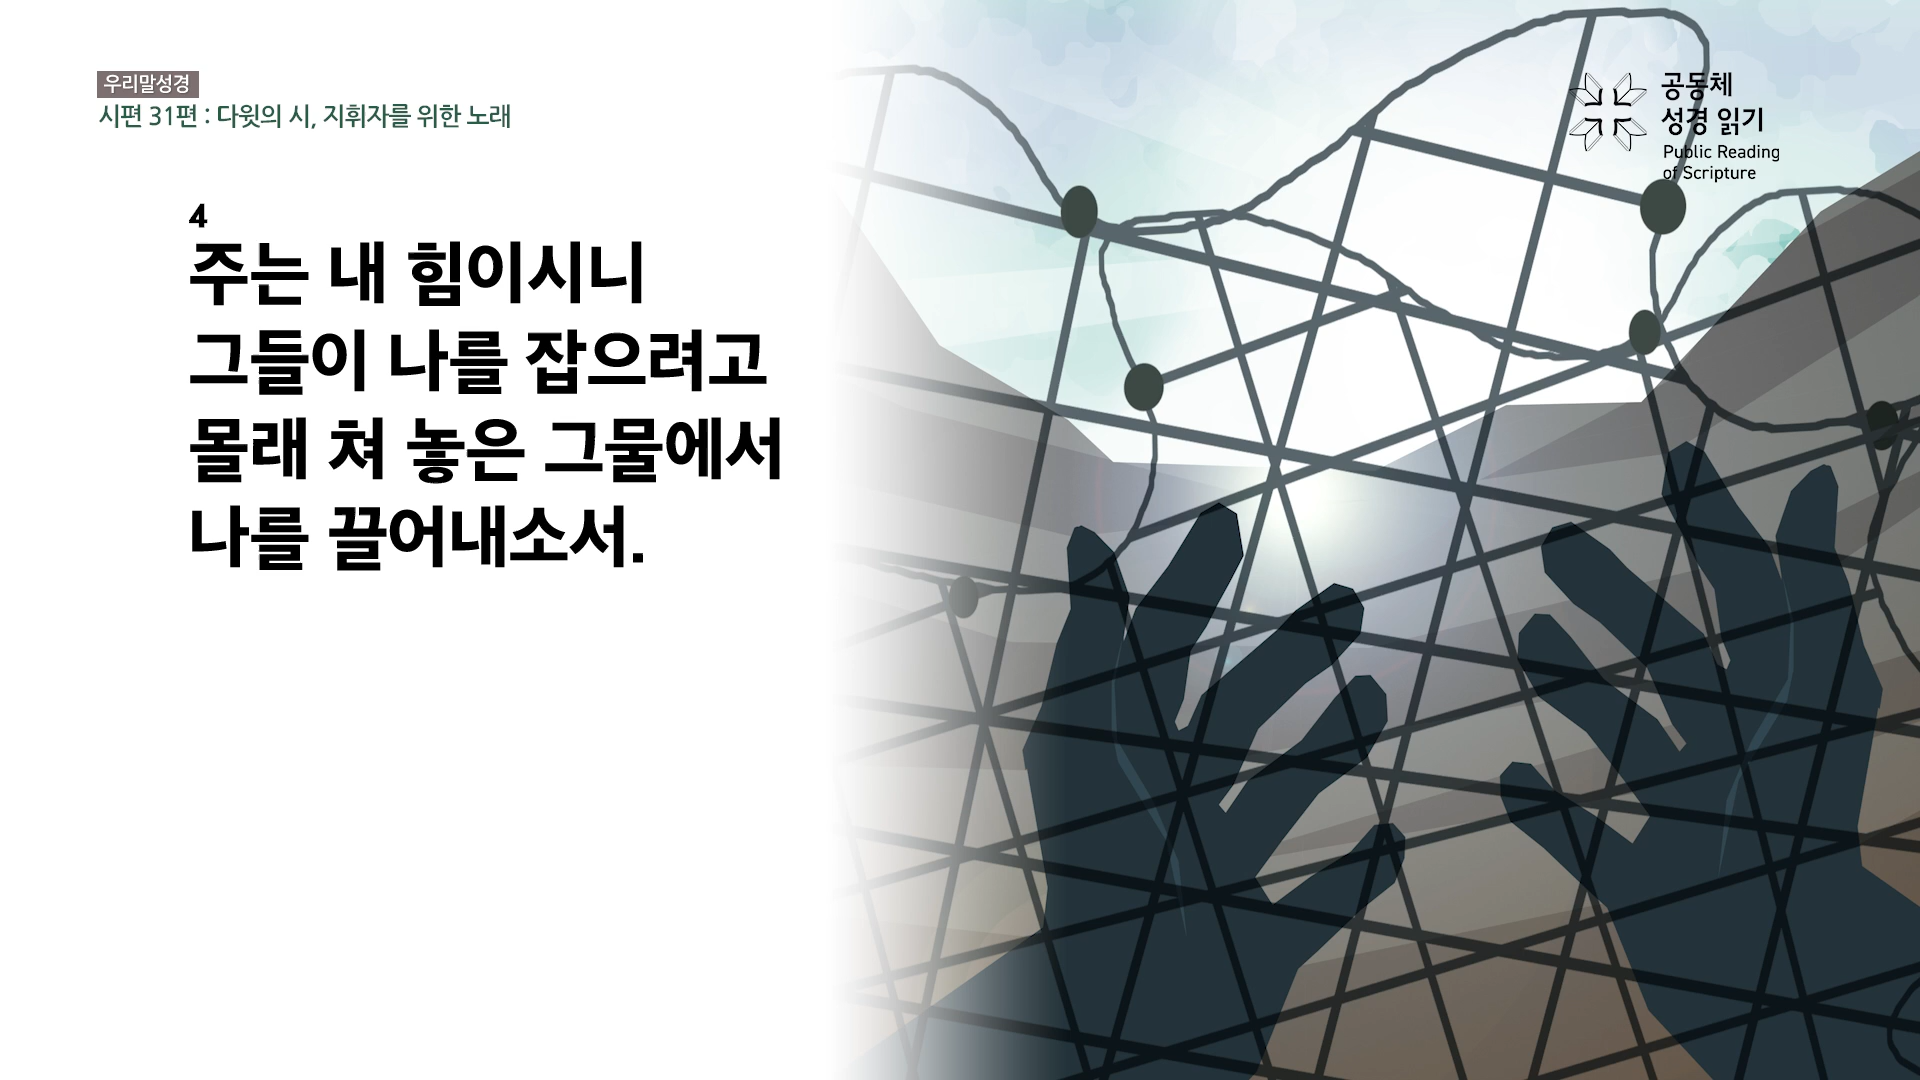 우리말성경
시편 31편 : 다윗의 시, 지휘자를 위한 노래
4
주는 내 힘이시니
그들이 나를 잡으려고
몰래 쳐 놓은 그물에서
나를 끌어내소서.
공동체
성경 읽기
Public Reading
of Scripture